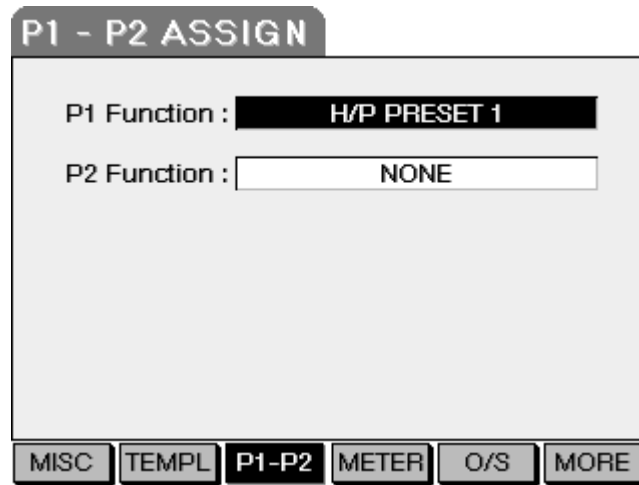 P1 - P2 ASSIGN
P1 Function : H/P PRESET 1
P2 Function : NONE
MISC TEMPL P1-P2 METER O/S MORE